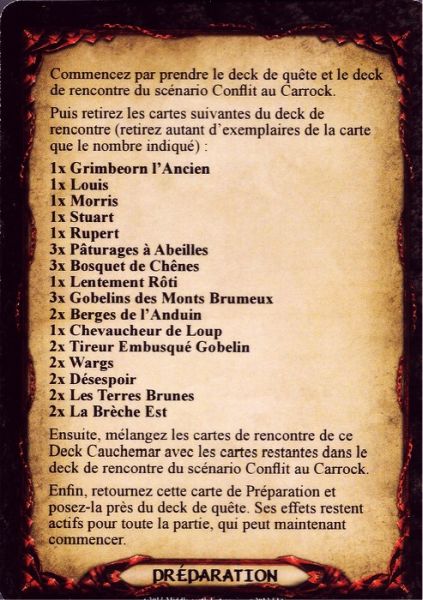 Commencez par prendre le deck de quête et le deck
de rencontre du scénario Conflit au Carrock.
Puis retirez les cartes suivantes du deck de
rencontre (retirez autant d'exemplaires de la carte
que le nombre indiqué) :
1x Grimbeorn l'Ancien
1x Louis
1x Morris
1x Stuart
1x Rupert
3x Pâturages à Abeilles
3x Bosquet de Chênes
1x Lentement Rôti
3x Gobelins des Monts Brumeux
2x Berges de l'Anduin
1x Chevaucheur de Loup
2x Tireur Embusqué Gobelin
2x Wargs
2x Désespoir
2x Les Terres Brunes
2x La Brèche Est
Ensuite, mélangez les cartes de rencontre de ce
Deck Cauchemar avec les cartes restantes dans le
deck de rencontre du scénario Conflit au Carrock.
Enfin, retournez cette carte de Préparation et
posez-la près du deck de quête. Ses effets restent
actifs pour toute la partie, qui peut maintenant
commencer.
PRÉPARATION